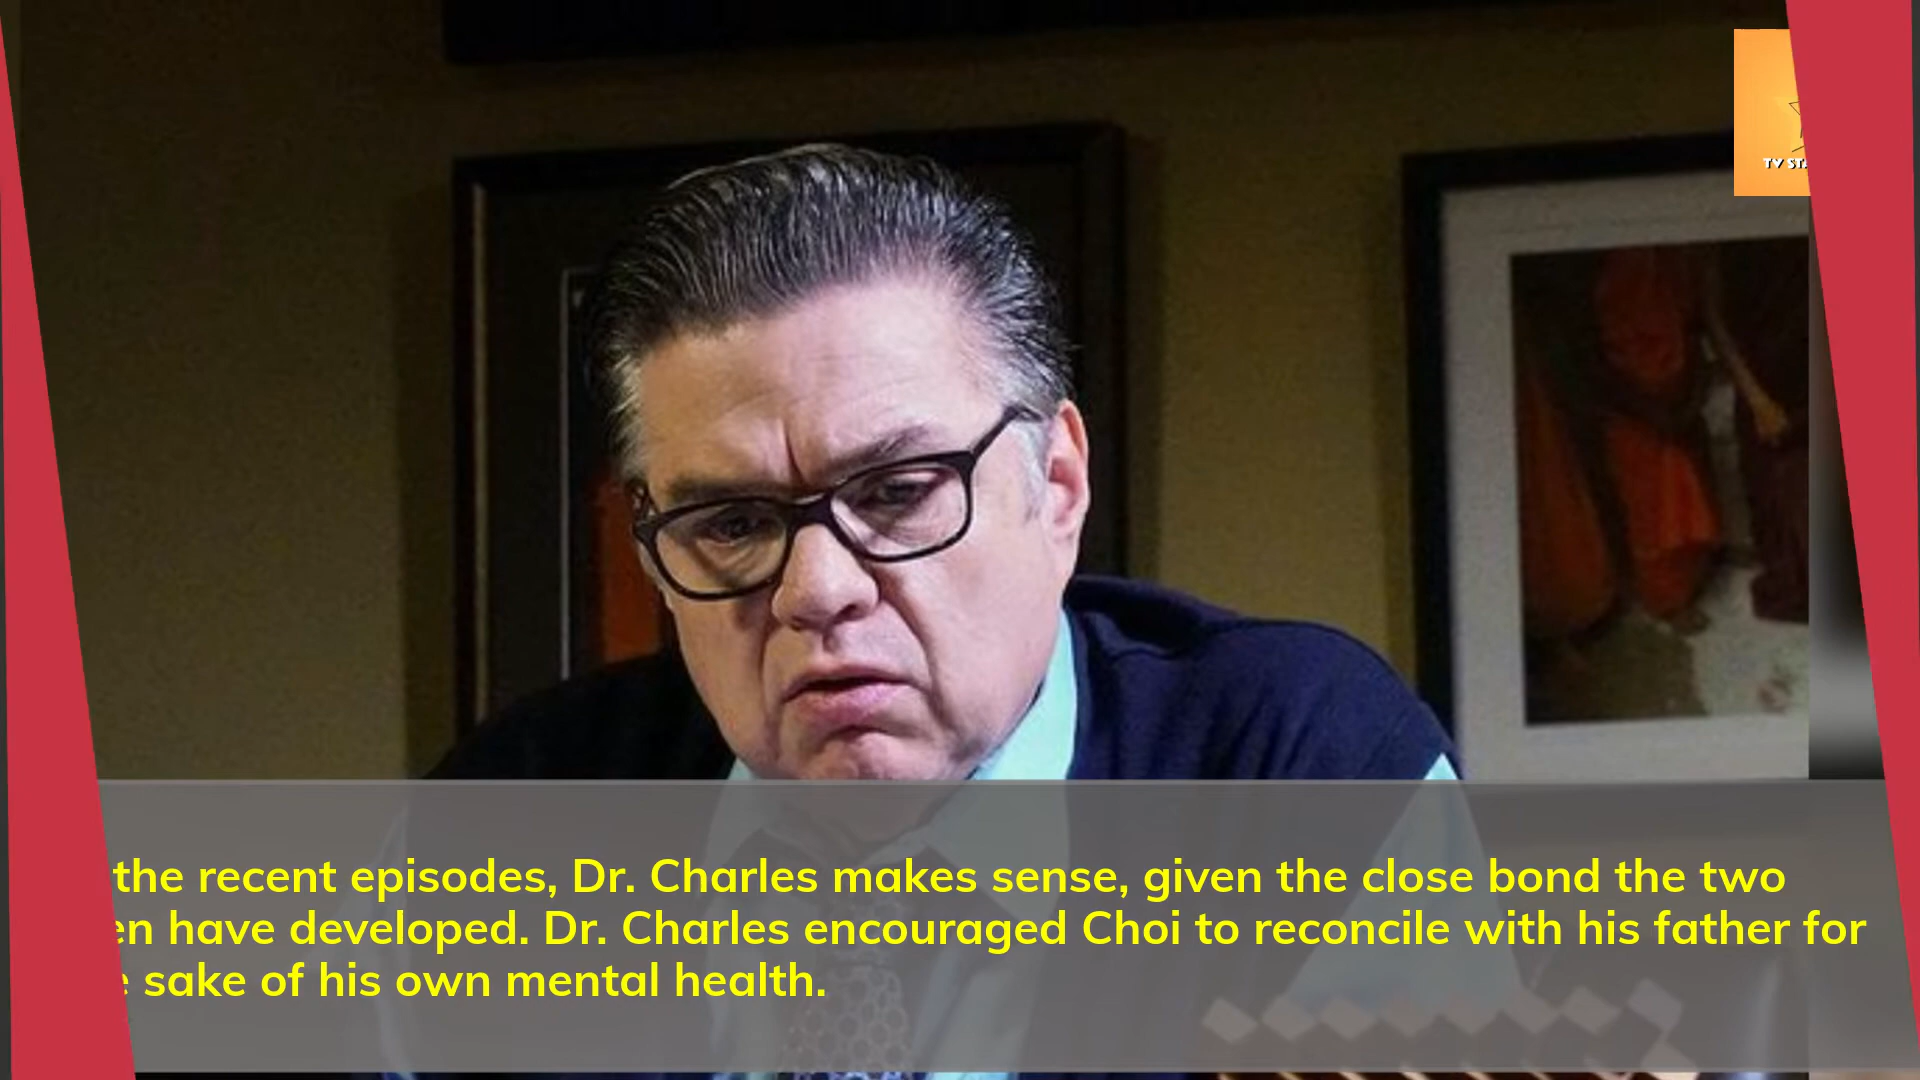 TV
the recent episodes, Dr. Charles makes sense, given the close bond the two
have developed. Dr. Charles encouraged Choi to reconcile with his father for
sake of his own mental health.